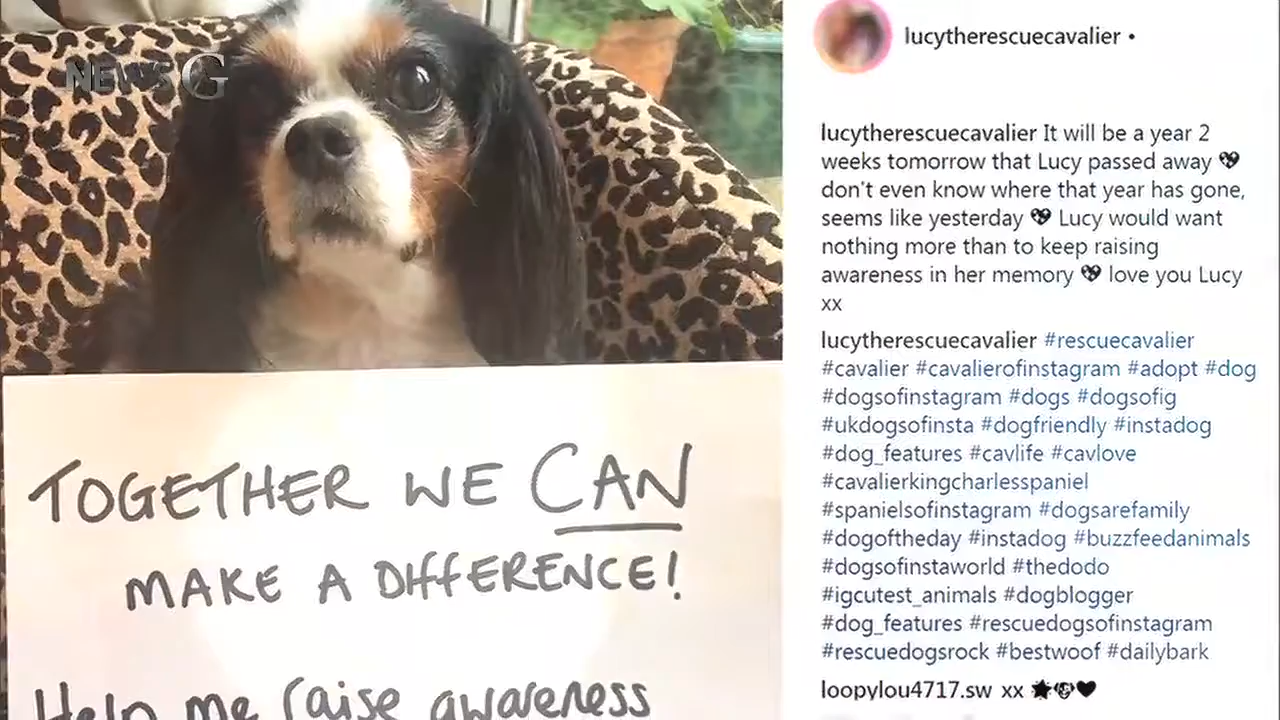 NEWS G
lucytherescuecavalier •
lucytherescuecavalier It will be a year 2
weeks tomorrow that Lucy passed away
don't even know where that year has gone,
seems like yesterday Lucy would want
nothing more than to keep raising
awareness in her memory love you Lucy
xx
lucytherescuecavalier #rescuecavalier
#cavalier #cavalierofinstagram #adopt #dog
#dogsofinstagram #dogs #dogsofig
#ukdogsofinsta #dogfriendly #instadog
#dog_features #cavlife #cavlove
#cavalierkingcharlesspaniel
#spanielsofinstagram #dogsarefamily
#dogoftheday #instadog #buzzfeedanimals
#dogsofinstaworld #thedodo
#igcutest_animals #dogblogger
#dog_features #rescuedogsofinstagram
#rescuedogsrock #bestwoof #dailybark
loopylou4717.sw xx
TOGETHER WE CAN
MAKE A DIFFERENCE!
Help me raise awareness